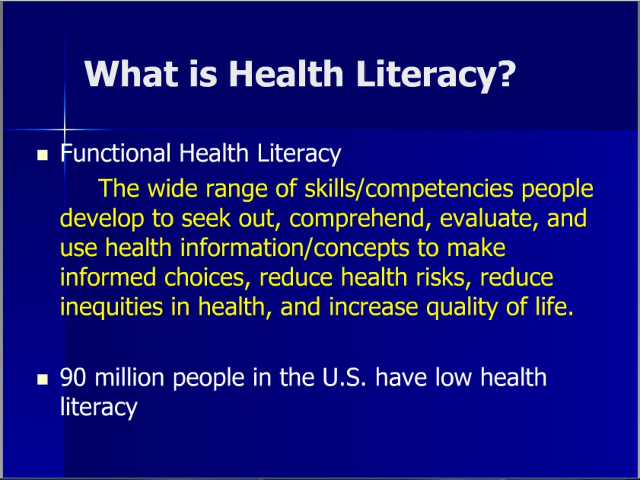 What is Health Literacy?
Functional Health Literacy
The wide range of skills/competencies people
develop to seek out, comprehend, evaluate, and
use health information/concepts to make
informed choices, reduce health risks, reduce
inequities in health, and increase quality of life.
90 million people in the U.S. have low health
literacy